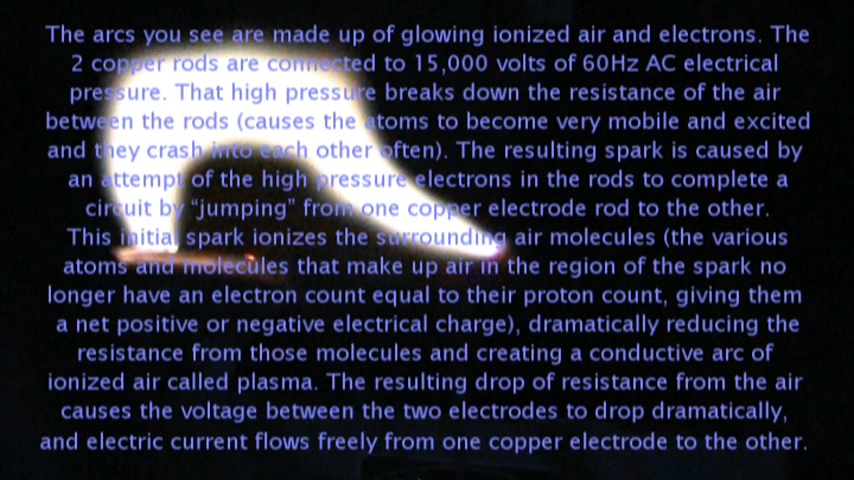 The arcs you see are made up of glowing ionized air and electrons. The
2 copper rods are connected to 15,000 volts of 60Hz AC electrical
pressure. That high pressure breaks down the resistance of the air
between the rods (causes the atoms to become very mobile and excited
and they crash into each other often). The resulting spark is caused by
an attempt of the high pressure electrons in the rods to complete a
circuit by “jumping” from one copper electrode rod to the other.
This initial spark ionizes the surrounding air molecules (the various
atoms and molecules that make up air in the region of the spark no
longer have an electron count equal to their proton count, giving them
a net positive or negative electrical charge), dramatically reducing the
resistance from those molecules and creating a conductive arc of
ionized air called plasma. The resulting drop of resistance from the air
causes the voltage between the two electrodes to drop dramatically,
and electric current flows freely from one copper electrode to the other.